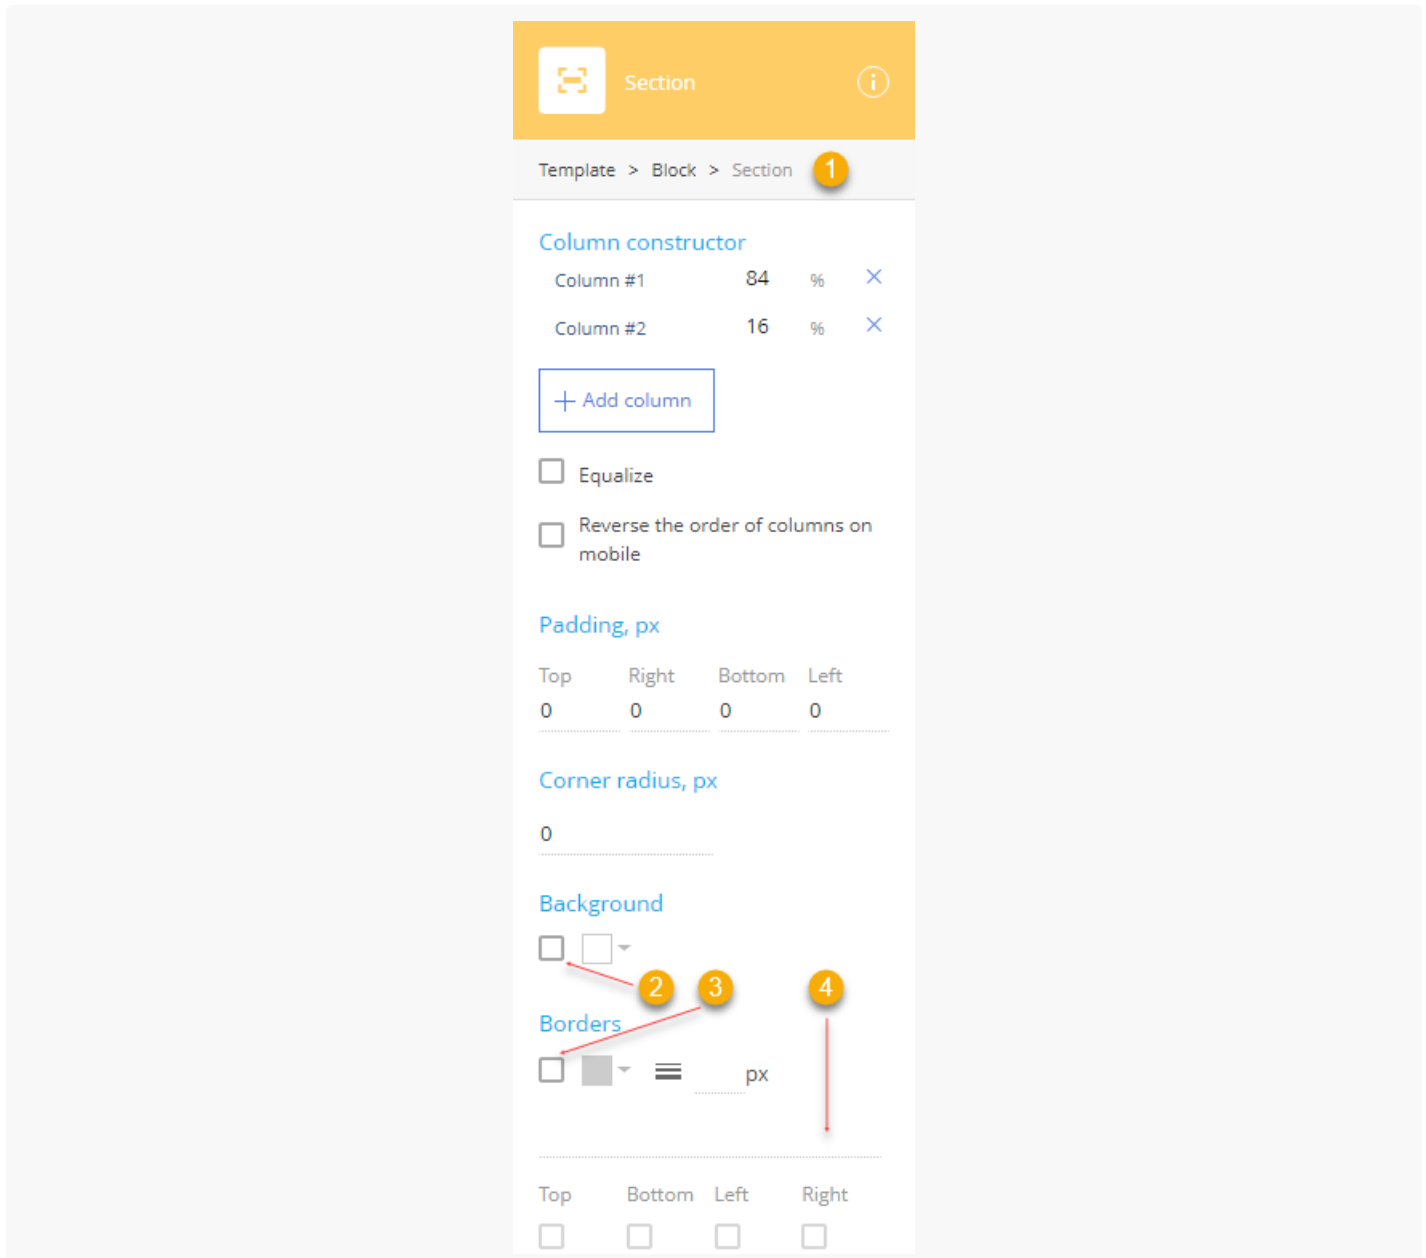 Section
Template > Block > Section 1
Column constructor
Column #1 84 %
Column #2 16 %
+ Add column
Equalize
Reverse the order of columns on
mobile
Padding, px
Top Right Bottom Left
0 0 0 0
Corner radius, px
0
Background
2 3 4
Borders
px
Top Bottom Left Right